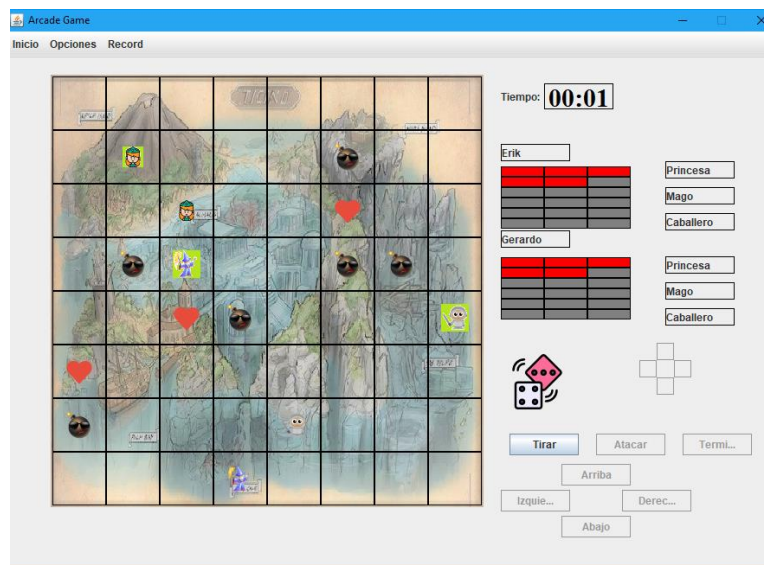 Arcade Game
Inicio Opciones Record
Tiempo: 00:01
Erik
Princesa
Mago
Caballero
Gerardo
Princesa
Mago
Caballero
Tirar Atacar Termi...
Arriba
Izquie... Derec...
Abajo